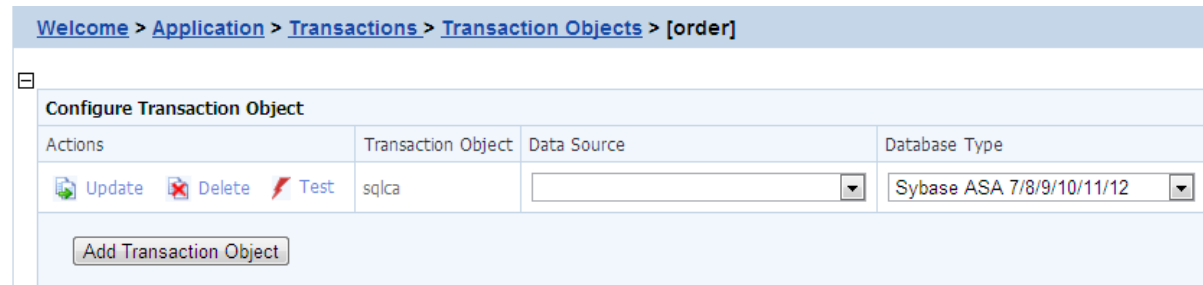 Welcome > Application > Transactions > Transaction Objects > [order]
Configure Transaction Object
Actions Transaction Object Data Source Database Type
Update Delete Test sqlca Sybase ASA 7/8/9/10/11/12
Add Transaction Object